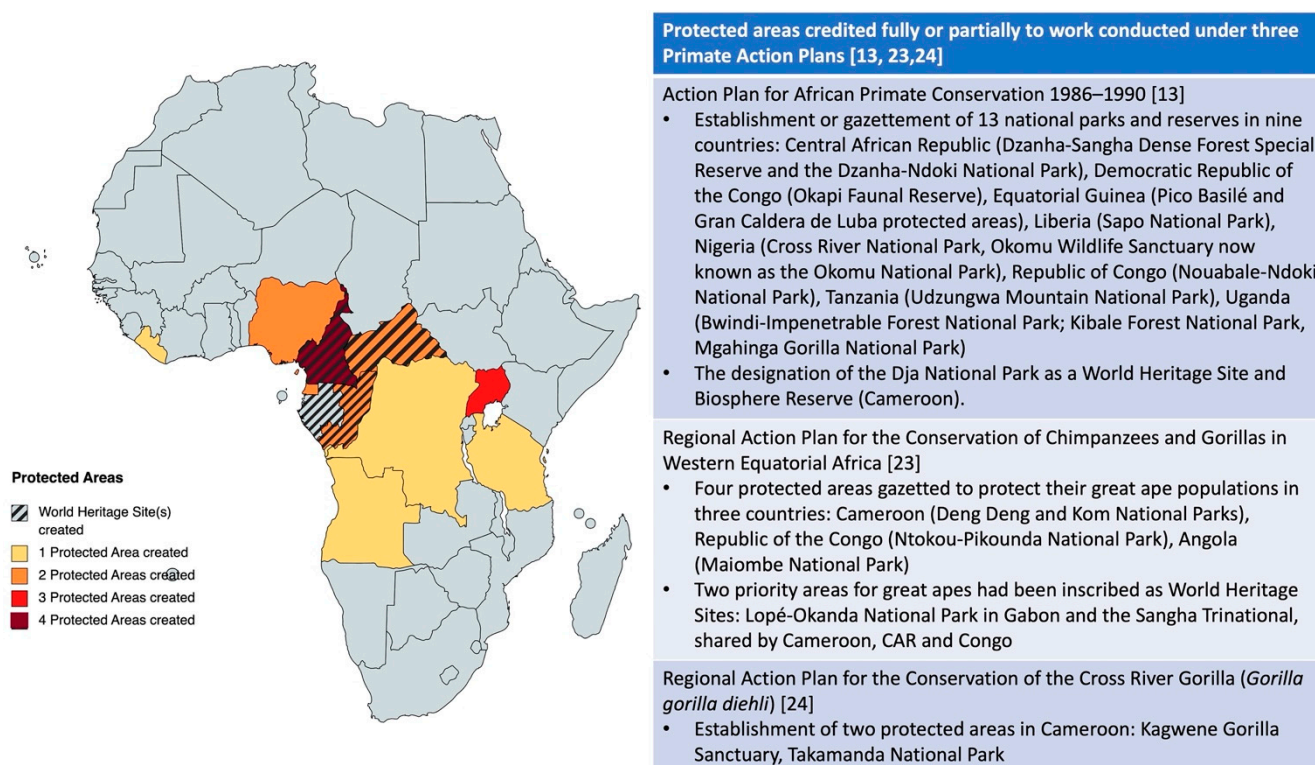 Protected Areas
World Heritage Site(s)
created
1 Protected Area created
2 Protected Areas created
3 Protected Areas created
4 Protected Areas created
Protected areas credited fully or partially to work conducted under three
Primate Action Plans [13, 23,24]
Action Plan for African Primate Conservation 1986–1990 [13]
• Establishment or gazettement of 13 national parks and reserves in nine
countries: Central African Republic (Dzanha-Sangha Dense Forest Special
Reserve and the Dzanha-Ndoki National Park), Democratic Republic of
the Congo (Okapi Faunal Reserve), Equatorial Guinea (Pico Basilé and
Gran Caldera de Luba protected areas), Liberia (Sapo National Park),
Nigeria (Cross River National Park, Okomu Wildlife Sanctuary now
known as the Okomu National Park), Republic of Congo (Nouabale-Ndoki
National Park), Tanzania (Udzungwa Mountain National Park), Uganda
(Bwindi-Impenetrable Forest National Park; Kibale Forest National Park,
Mgahinga Gorilla National Park)
• The designation of the Dja National Park as a World Heritage Site and
Biosphere Reserve (Cameroon).
Regional Action Plan for the Conservation of Chimpanzees and Gorillas in
Western Equatorial Africa [23]
• Four protected areas gazetted to protect their great ape populations in
three countries: Cameroon (Deng Deng and Kom National Parks),
Republic of the Congo (Ntokou-Pikounda National Park), Angola
(Maiombe National Park)
• Two priority areas for great apes had been inscribed as World Heritage
Sites: Lopé-Okanda National Park in Gabon and the Sangha Trinational,
shared by Cameroon, CAR and Congo
Regional Action Plan for the Conservation of the Cross River Gorilla (Gorilla
gorilla diehli) [24]
• Establishment of two protected areas in Cameroon: Kagwene Gorilla
Sanctuary, Takamanda National Park